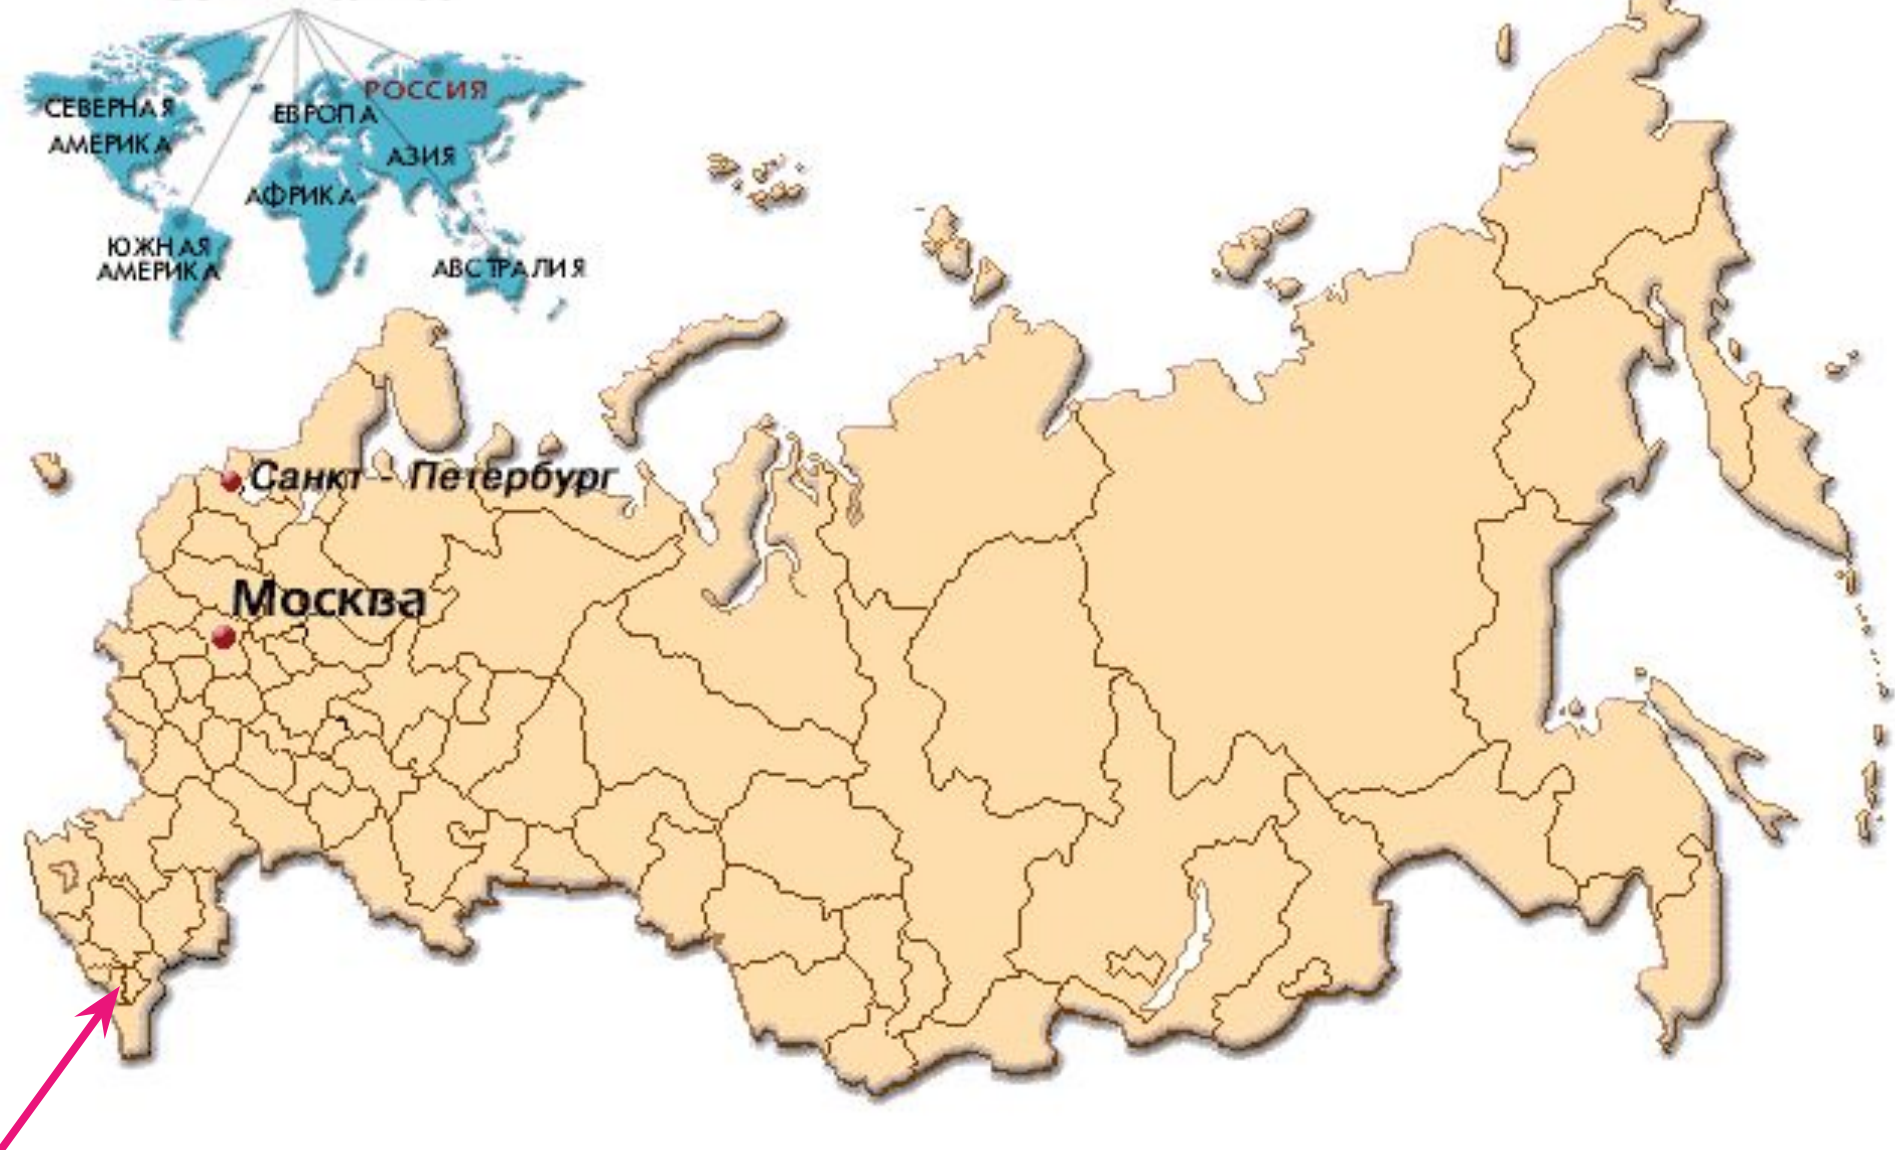 СЕВЕРНАЯ
АМЕРИКА
ЕВРОПА
РОССИЯ
АЗИЯ
АФРИКА
ЮЖНАЯ
АМЕРИКА
АВСТРАЛИЯ
Санкт - Петербург
Москва